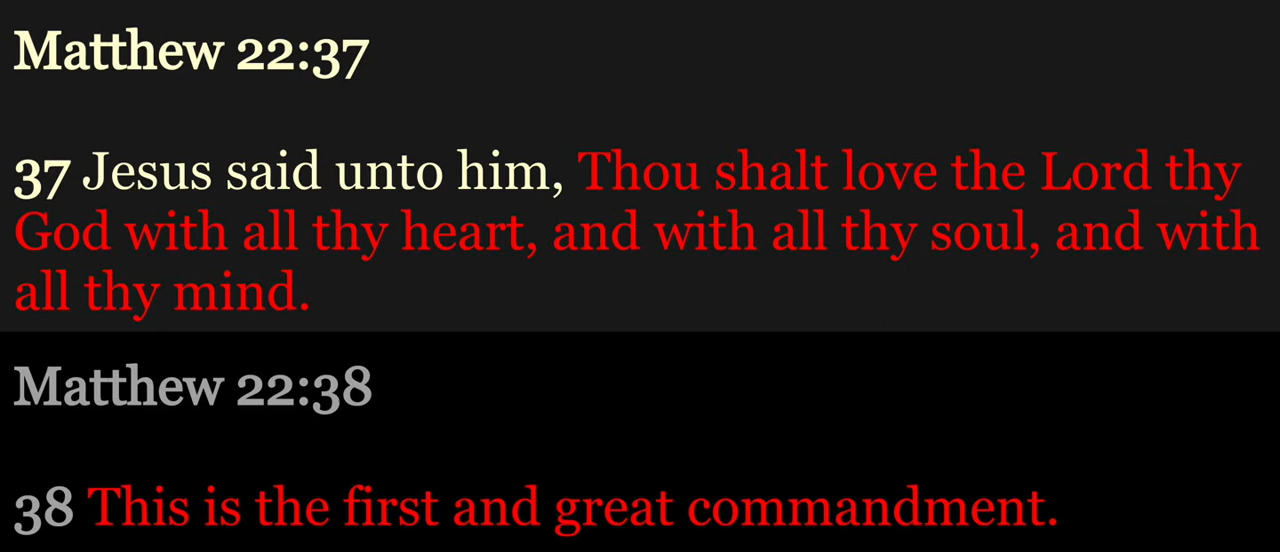 Matthew 22:37
37 Jesus said unto him, Thou shalt love the Lord thy
God with all thy heart, and with all thy soul, and with
all thy mind.
Matthew 22:38
38 This is the first and great commandment.